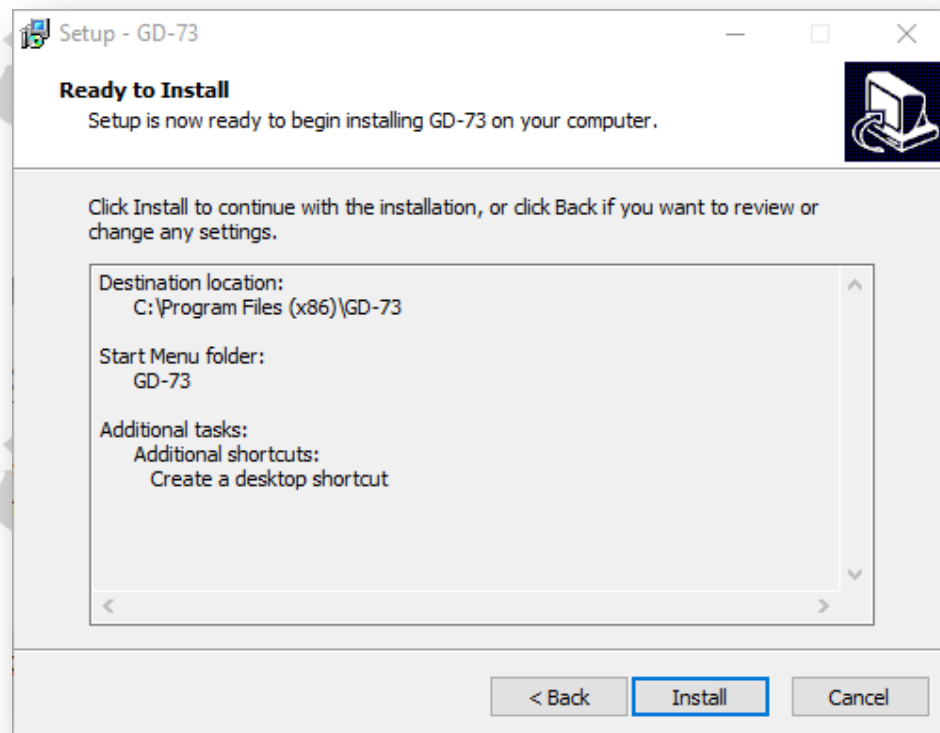 Setup - GD-73
Ready to Install
Setup is now ready to begin installing GD-73 on your computer.
Click Install to continue with the installation, or click Back if you want to review or
change any settings.
Destination location:
C:\Program Files (x86)\GD-73
Start Menu folder:
GD-73
Additional tasks:
Additional shortcuts:
Create a desktop shortcut
< Back
Install
Cancel